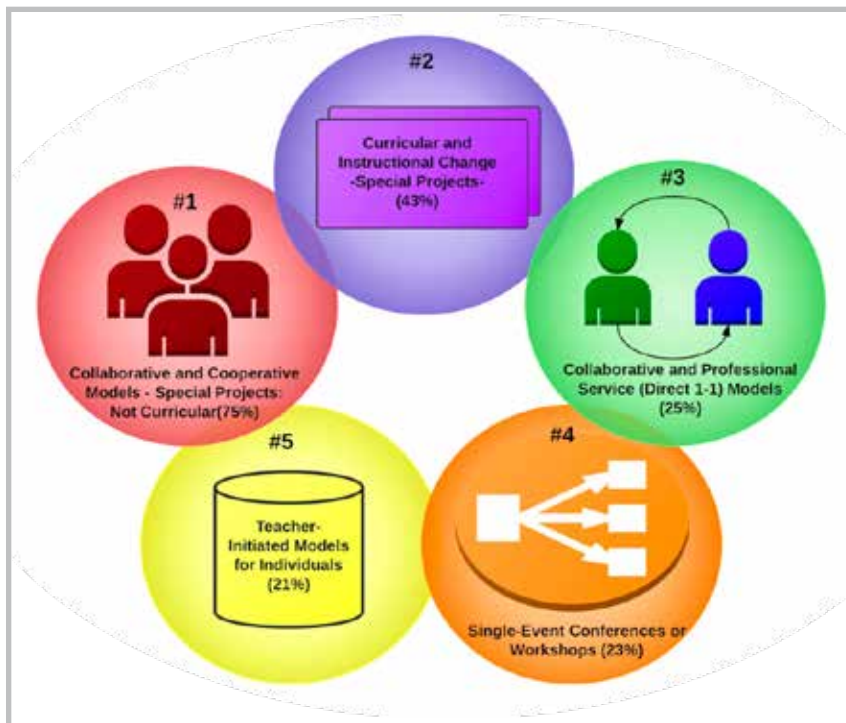 #1
Collaborative and Cooperative
Models - Special Projects:
Not Curricular(75%)
#2
Curricular and
Instructional Change
-Special Projects-
(43%)
#3
Collaborative and Professional
Service (Direct 1-1) Models
(25%)
#4
Single-Event Conferences or
Workshops (23%)
#5
Teacher-
Initiated Models
for Individuals
(21%)